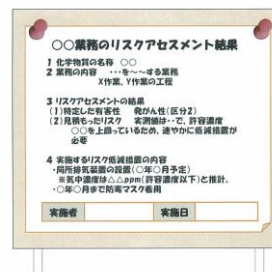 ○○業務のリスクアセスメント結果
1 化学物質の名称 ○○
2 業務の内容 ・・・を～～する業務
X作業、Y作業の工程
3 リスクアセスメントの結果
(1)特定した有害性 発がん性(区分2)
(2)見積もったリスク 実測値は・・で、許容濃度
○○を上回っているため、速やかに低減措置が
必要
4 実施するリスク低減措置の内容
・局所排気装置の設置(○年○月予定)
※気中濃度は△△ppm(許容濃度以下)と推計。
・○年○月まで防毒マスク着用
実施者 実施日